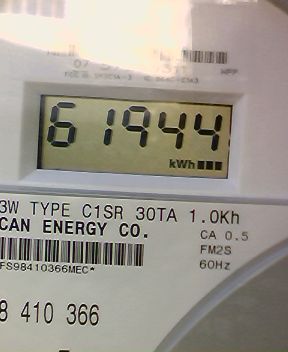 61944
kWh
3W TYPE C1SR 30TA 1.0Kh
CAN ENERGY CO.
CA 0.5
FM2S
60Hz
FS98410366MEC*
8 410 366